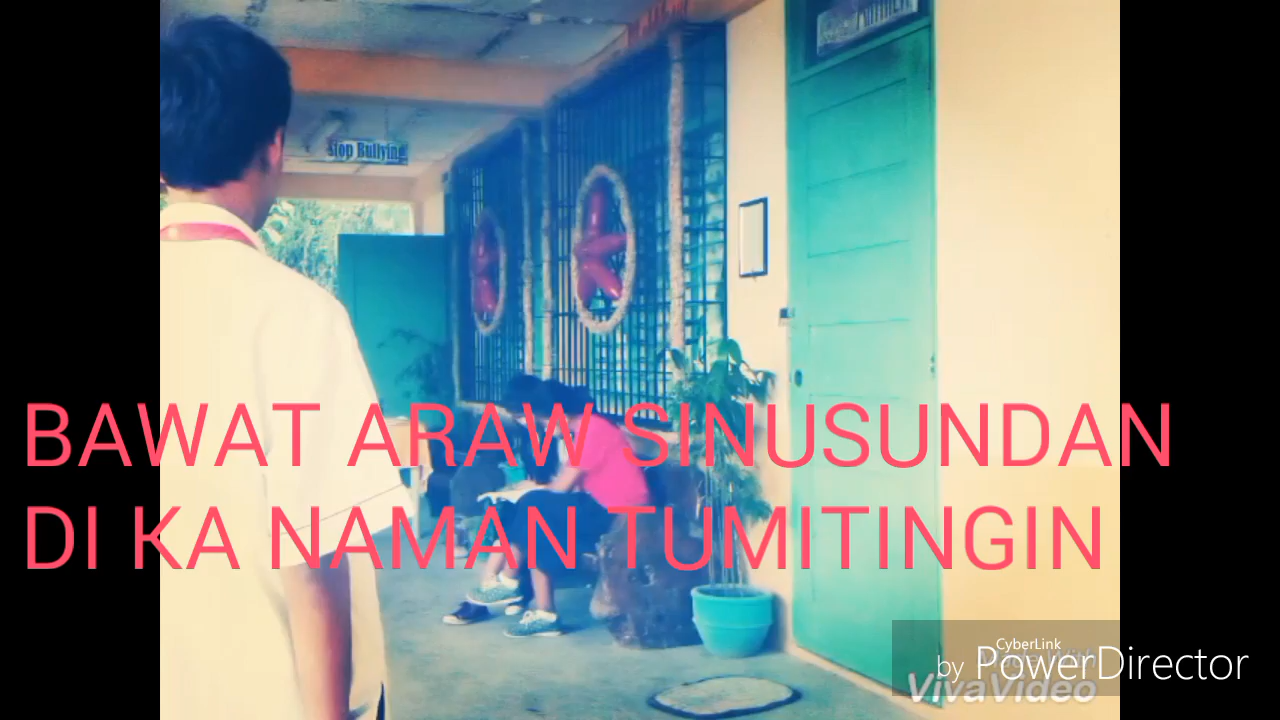 Stop Bullying
BAWAT ARAW SINUSUNDAN
DI KA NAMAN TUMITINGIN
CyberLink
by PowerDirector
VivaVideo